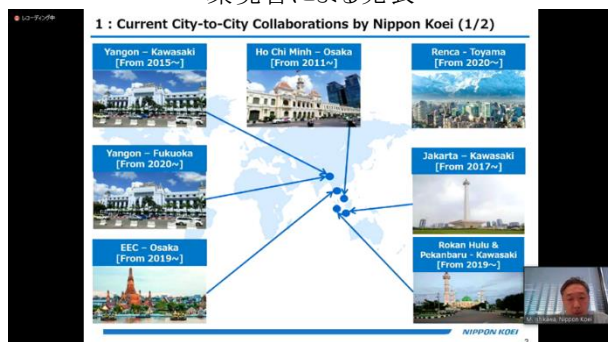 1 : Current City-to-City Collaborations by Nippon Koei (1/2)
レコーディング中
Yangon – Kawasaki
[From 2015~]
Ho Chi Minh – Osaka
[From 2011~]
Renca - Toyama
[From 2020~]
Yangon – Fukuoka
[From 2020~]
Jakarta – Kawasaki
[From 2017~]
EEC – Osaka
[From 2019~]
Rokan Hulu &
Pekanbaru - Kawasaki
[From 2019~]
Nippon Koei
NIPPON KOEI